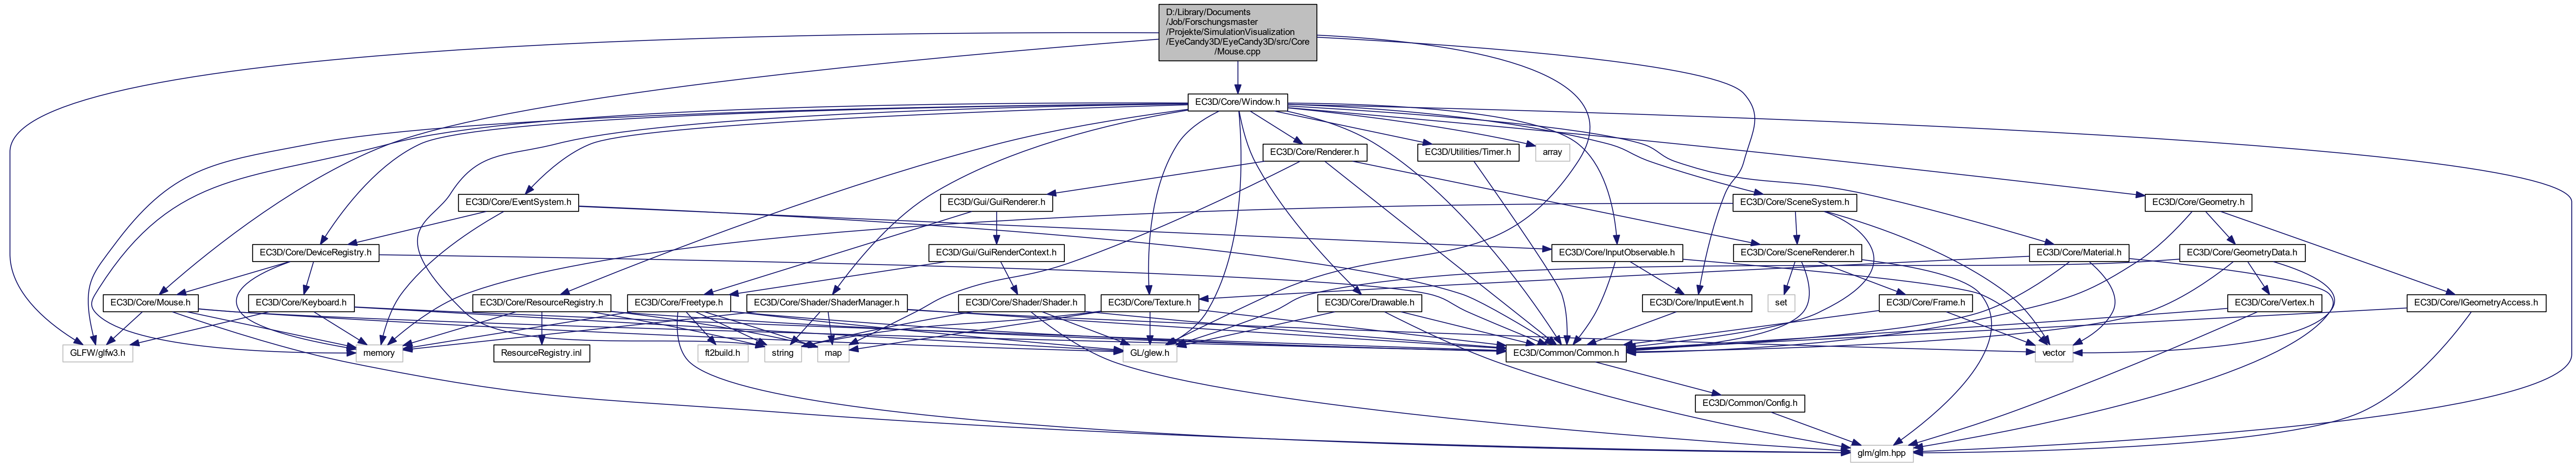 D:/Library/Documents
/Job/Forschungsmaster
/Projekte/SimulationVisualization
/EyeCandy3D/EyeCandy3D/src/Core
/Mouse.cpp
EC3D/Core/Window.h
EC3D/Core/Renderer.h
EC3D/Utilities/Timer.h
array
EC3D/Core/EventSystem.h
EC3D/Gui/GuiRenderer.h
EC3D/Core/SceneSystem.h
EC3D/Core/Geometry.h
EC3D/Core/DeviceRegistry.h
EC3D/Gui/GuiRenderContext.h
EC3D/Core/InputObservable.h
EC3D/Core/SceneRenderer.h
EC3D/Core/Material.h
EC3D/Core/GeometryData.h
EC3D/Core/Mouse.h
EC3D/Core/Keyboard.h
EC3D/Core/ResourceRegistry.h
EC3D/Core/Freetype.h
EC3D/Core/Shader/ShaderManager.h
EC3D/Core/Shader/Shader.h
EC3D/Core/Texture.h
EC3D/Core/Drawable.h
EC3D/Core/InputEvent.h
set
EC3D/Core/Frame.h
EC3D/Core/Vertex.h
EC3D/Core/IGeometryAccess.h
GLFW/glfw3.h
memory
ResourceRegistry.inl
ft2build.h
string
map
GL/glew.h
EC3D/Common/Common.h
vector
EC3D/Common/Config.h
glm/glm.hpp